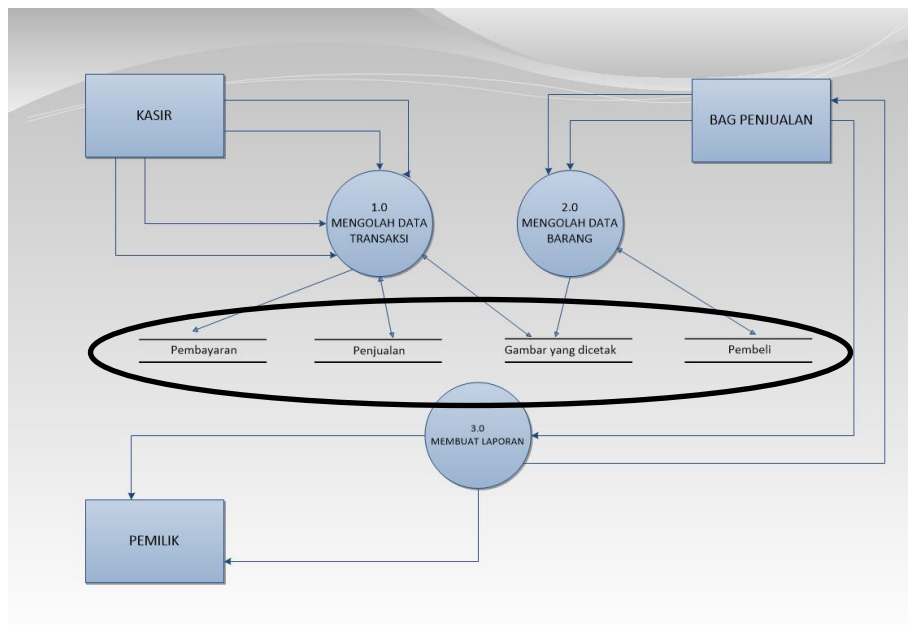 KASIR
BAG PENJUALAN
1.0
MENGOLAH DATA
TRANSAKSI
2.0
MENGOLAH DATA
BARANG
Pembayaran
Penjualan
Gambar yang dicetak
Pembeli
3.0
MEMBUAT LAPORAN
PEMILIK